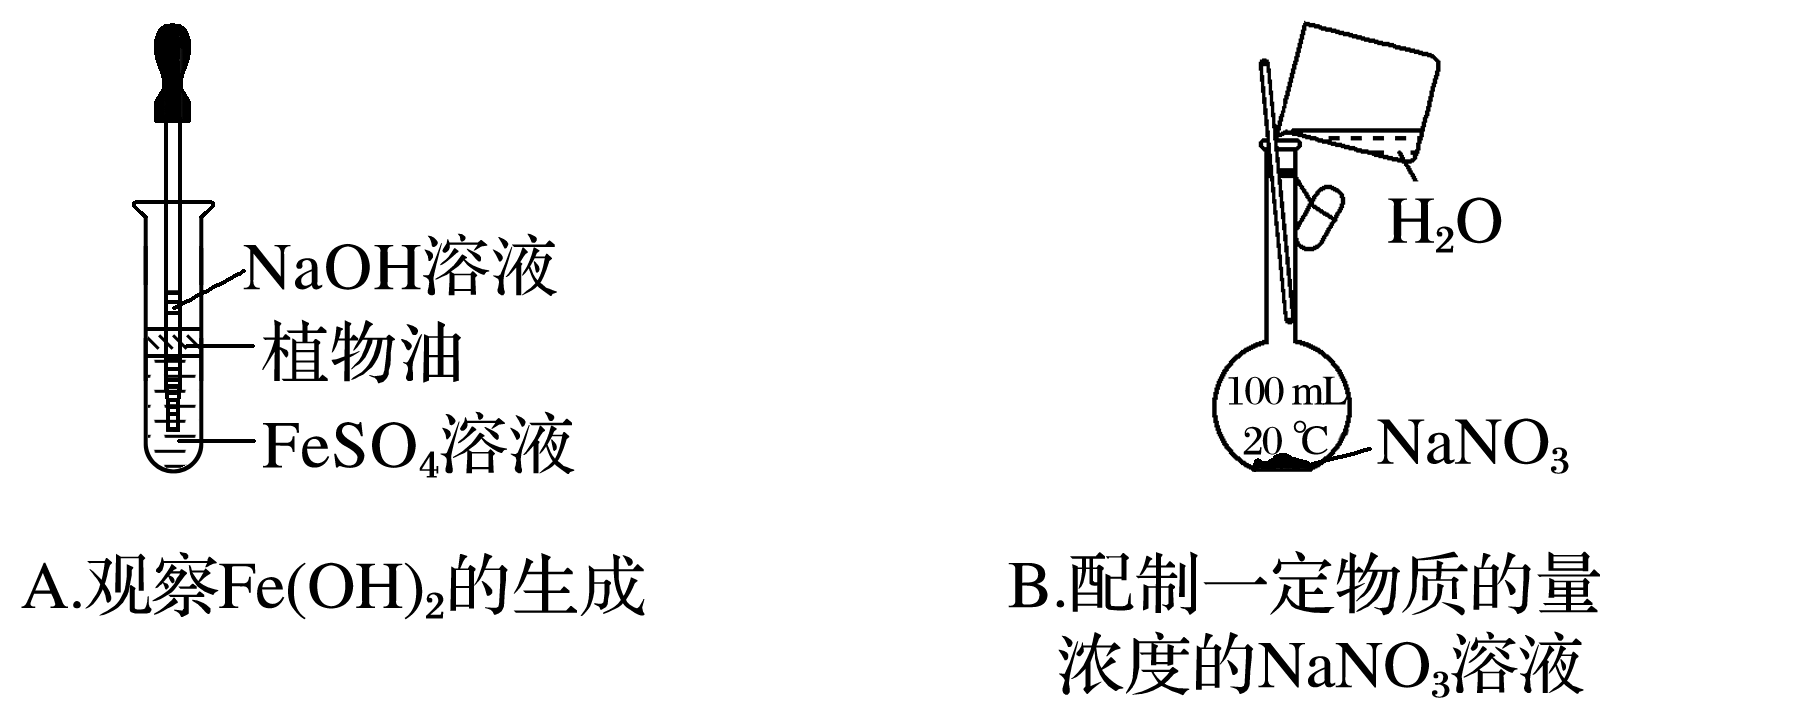 NaOH溶液
植物油
FeSO₄溶液
A.观察Fe(OH)₂的生成
H₂O
100 mL
20 ℃
NaNO₃
B.配制一定物质的量
浓度的NaNO₃溶液